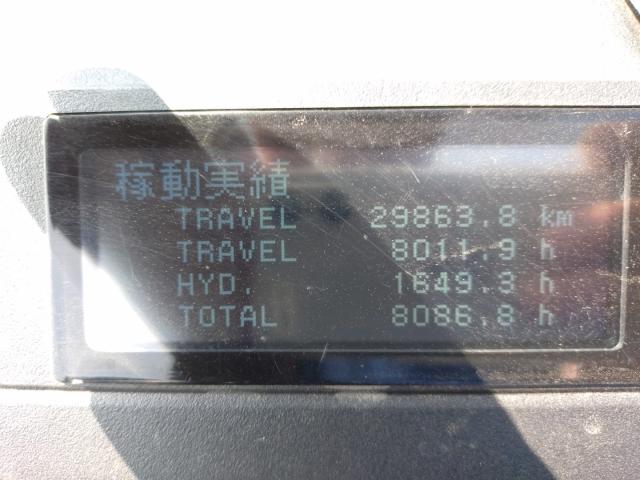 稼動実績
TRAVEL 29863.8 km
TRAVEL 8011.9 h
HYD. 1649.3 h
TOTAL 8086.8 h